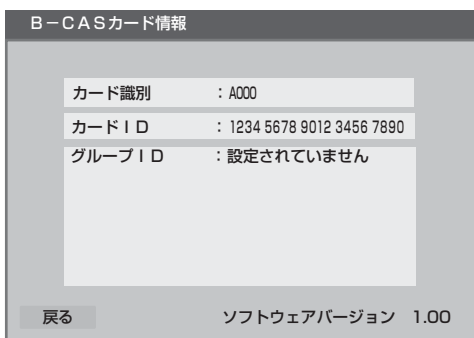 B－CASカード情報
カード識別　：A000
カードID　：1234 5678 9012 3456 7890
グループID　：設定されていません
戻る　ソフトウェアバージョン　1.00